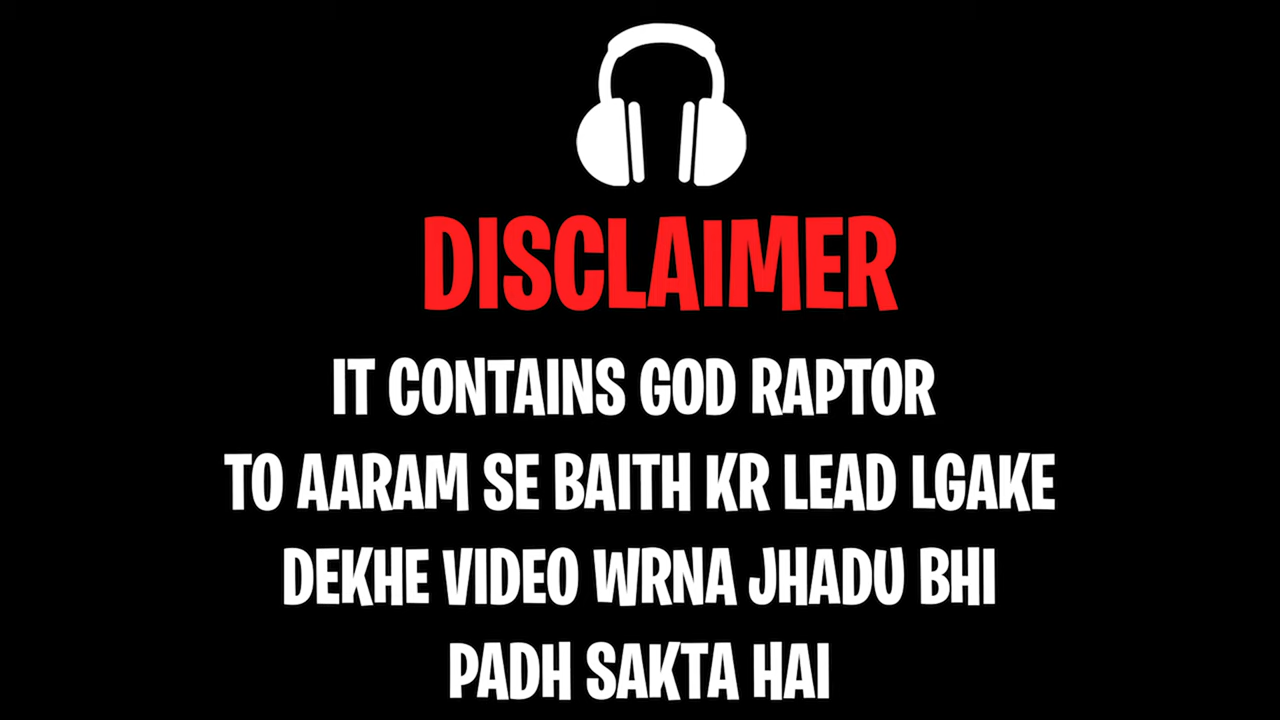 DISCLAIMER
IT CONTAINS GOD RAPTOR
TO AARAM SE BAITH KR LEAD LGAKE
DEKHE VIDEO WRNA JHADU BHI
PADH SAKTA HAI